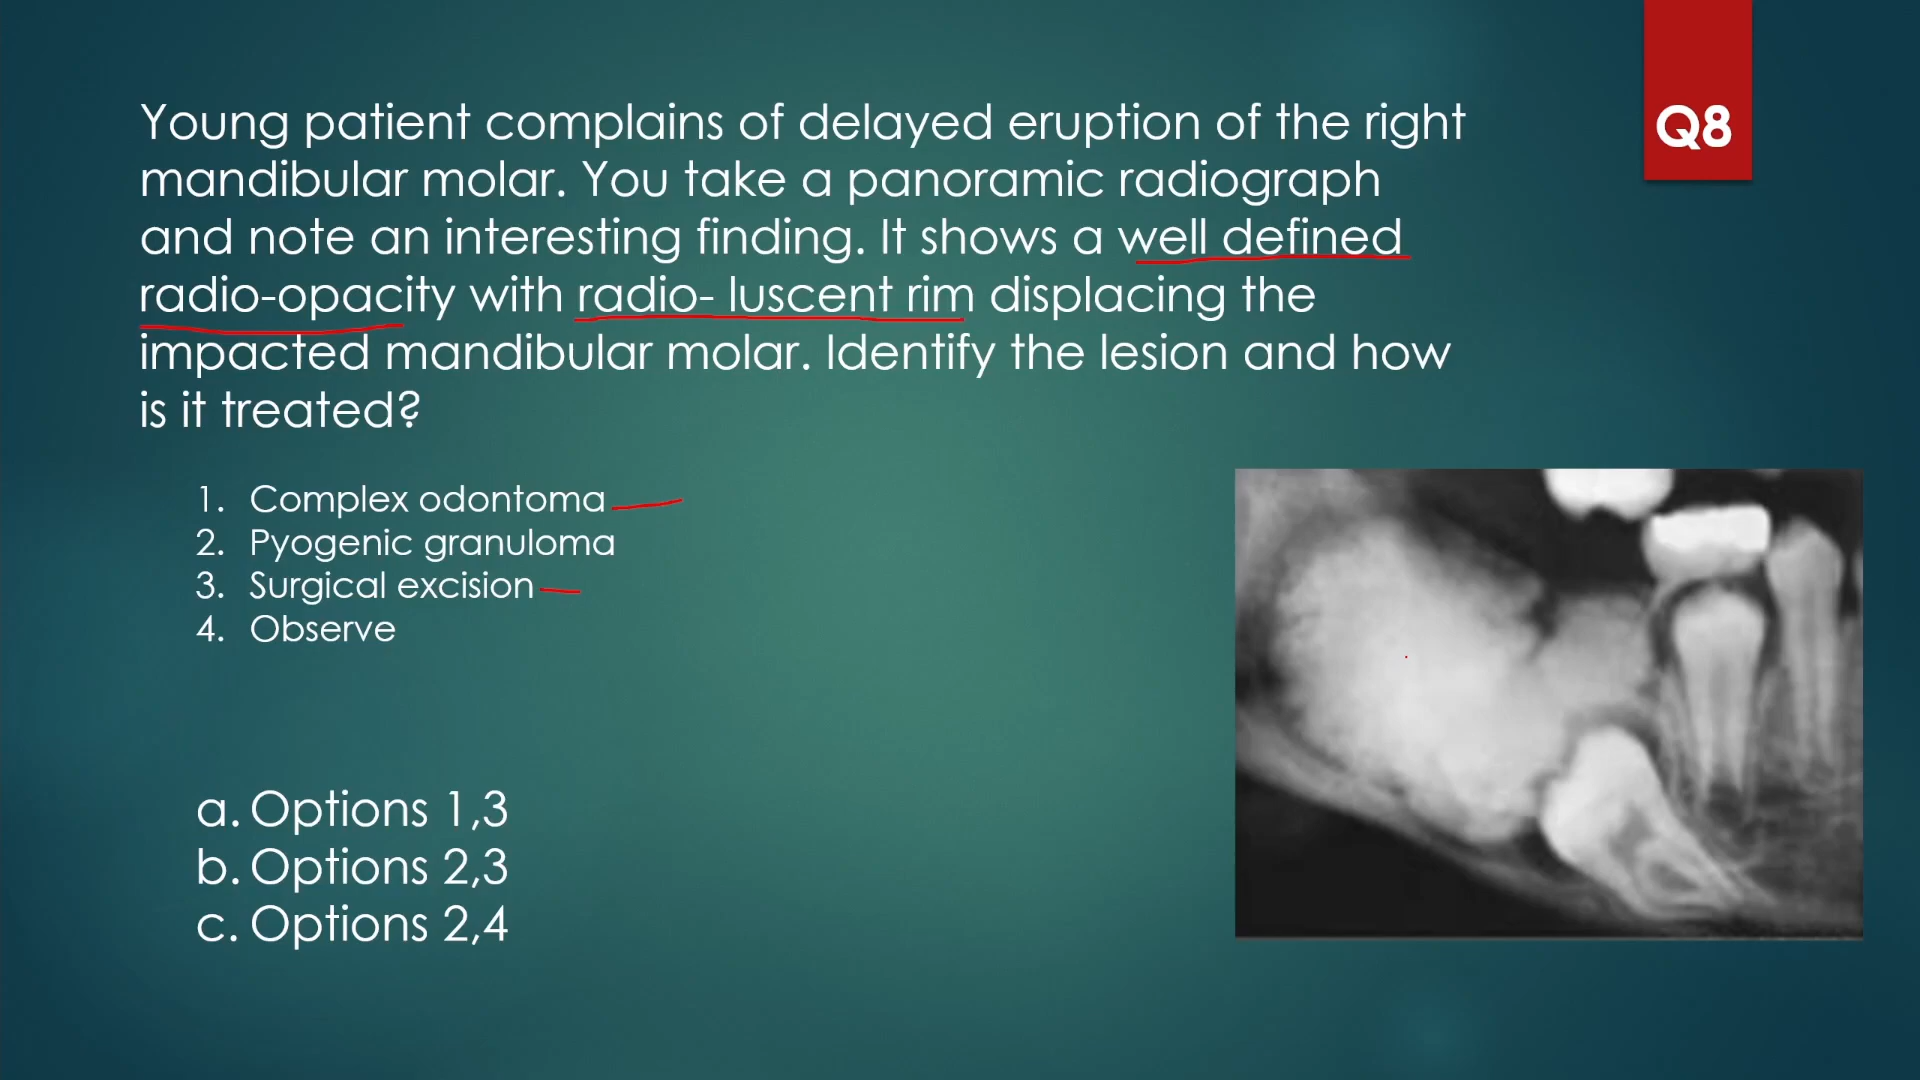 Q8
Young patient complains of delayed eruption of the right
mandibular molar. You take a panoramic radiograph
and note an interesting finding. It shows a well defined
radio-opacity with radio- luscent rim displacing the
impacted mandibular molar. Identify the lesion and how
is it treated?
1. Complex odontoma
2. Pyogenic granuloma
3. Surgical excision
4. Observe
a. Options 1,3
b. Options 2,3
c. Options 2,4